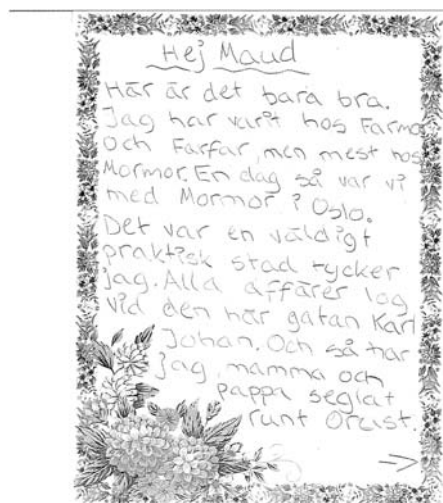 Hej Maud
Här är det bara bra.
Jag har varit hos Farmor
och Farfar, men mest hos
Mormor. En dag så var vi
med Mormor i Oslo.
Det var en väldigt
praktisk stad tycker
jag. Alla affärer låg
vid den här gatan Karl
Johan. Och så har
jag, mamma och
pappa seglat
runt Orust.
→